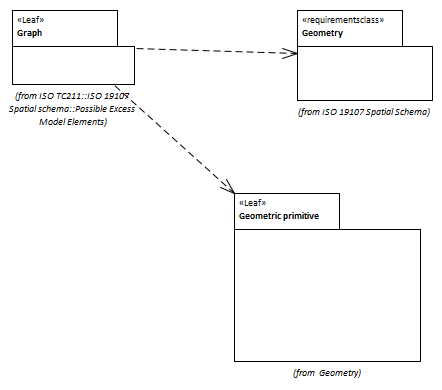 «Leaf»
Graph
(from ISO TC211::ISO 19107
Spatial schema::Possible Excess
Model Elements)
«requirementsclass»
Geometry
(from ISO 19107 Spatial Schema)
«Leaf»
Geometric primitive
(from Geometry)